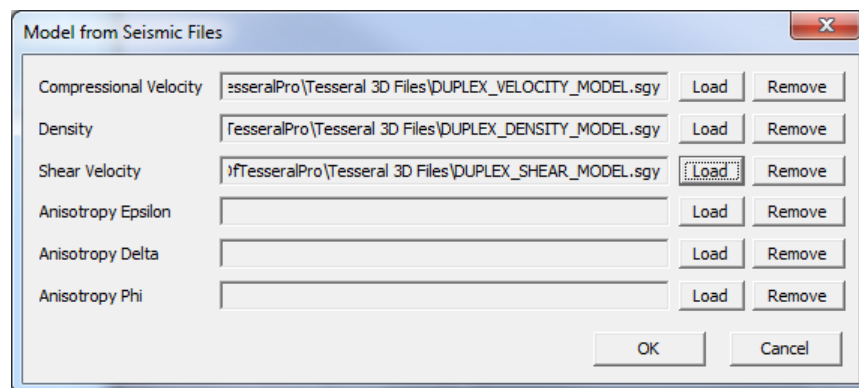 Model from Seismic Files
Compressional Velocity esseralPro\Tesseral 3D Files\DUPLEX_VELOCITY_MODEL.sgy Load Remove
Density TesseralPro\Tesseral 3D Files\DUPLEX_DENSITY_MODEL.sgy Load Remove
Shear Velocity OfTesseralPro\Tesseral 3D Files\DUPLEX_SHEAR_MODEL.sgy Load Remove
Anisotropy Epsilon Load Remove
Anisotropy Delta Load Remove
Anisotropy Phi Load Remove
OK Cancel